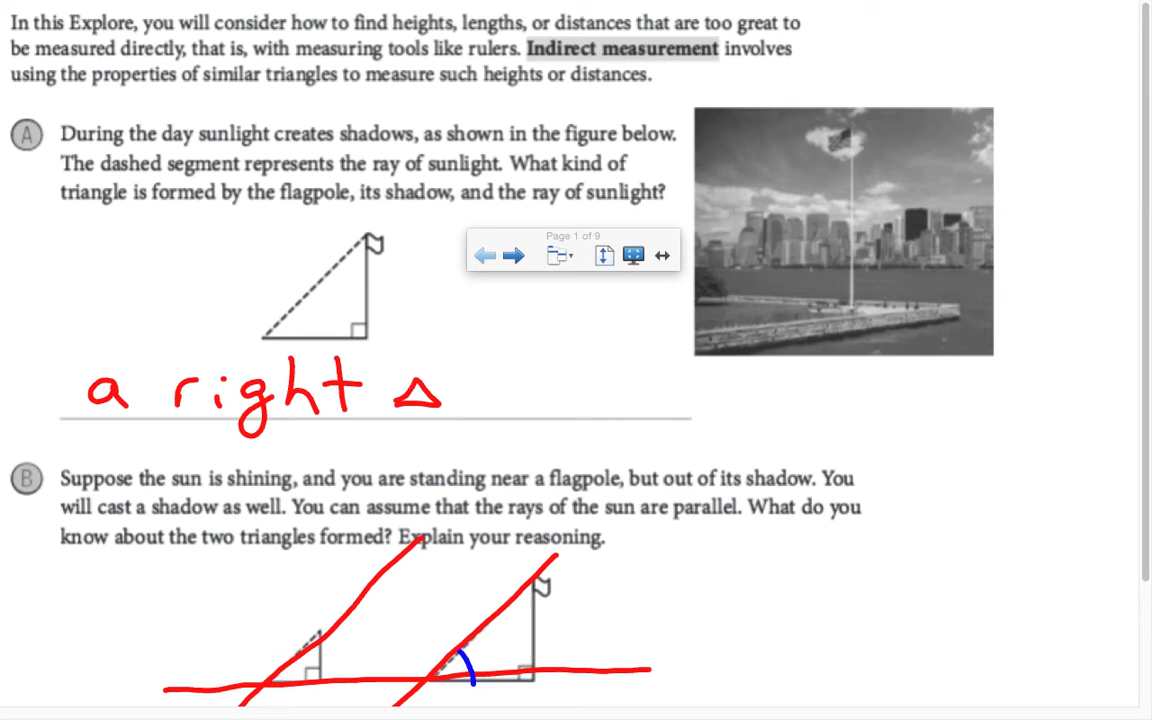 In this Explore, you will consider how to find heights, lengths, or distances that are too great to
be measured directly, that is, with measuring tools like rulers. Indirect measurement involves
using the properties of similar triangles to measure such heights or distances.
A During the day sunlight creates shadows, as shown in the figure below.
The dashed segment represents the ray of sunlight. What kind of
triangle is formed by the flagpole, its shadow, and the ray of sunlight?
Page 1 of 9
a right △
B Suppose the sun is shining, and you are standing near a flagpole, but out of its shadow. You
will cast a shadow as well. You can assume that the rays of the sun are parallel. What do you
know about the two triangles formed? Explain your reasoning.